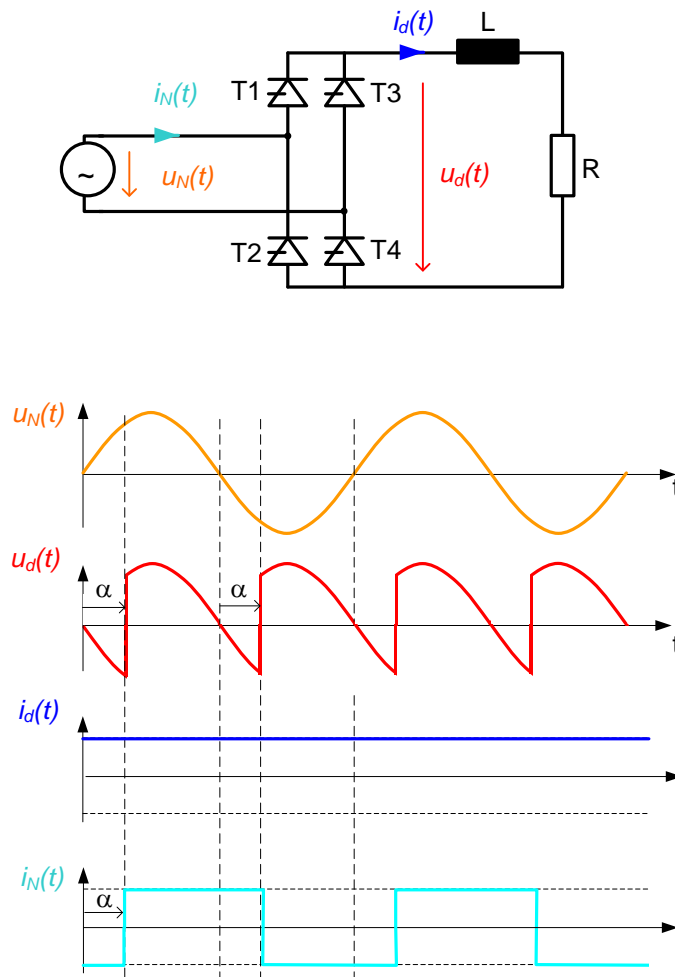 i_d(t)
L
T1
T3
i_N(t)
~
u_N(t)
u_d(t)
R
T2
T4
u_N(t)
t
u_d(t)
α
α
t
i_d(t)
i_N(t)
α